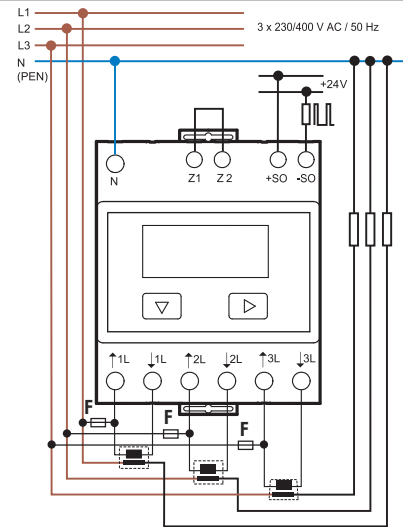 L1
L2
L3
N
(PEN)
3 x 230/400 V AC / 50 Hz
+24V
N
Z1
Z2
+SO
-SO
↑1L
↓1L
↑2L
↓2L
↑3L
↓3L
F
F
F